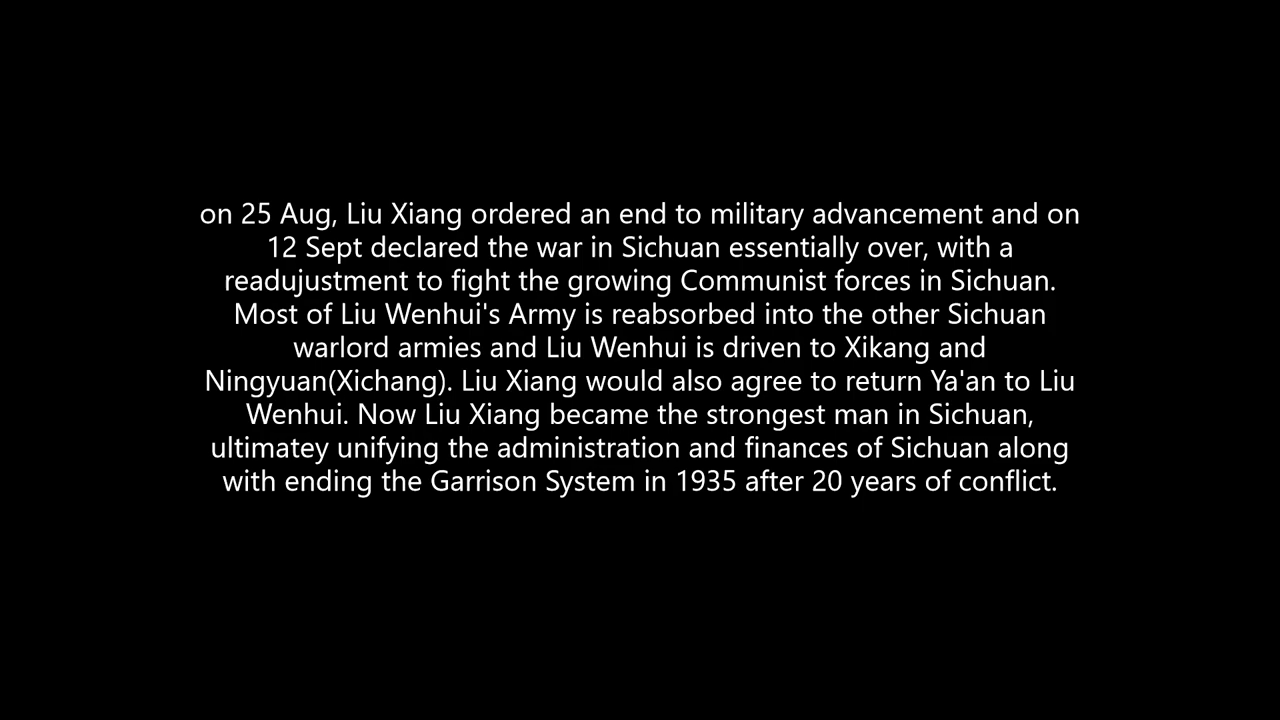 on 25 Aug, Liu Xiang ordered an end to military advancement and on
12 Sept declared the war in Sichuan essentially over, with a
readujustment to fight the growing Communist forces in Sichuan.
Most of Liu Wenhui's Army is reabsorbed into the other Sichuan
warlord armies and Liu Wenhui is driven to Xikang and
Ningyuan(Xichang). Liu Xiang would also agree to return Ya'an to Liu
Wenhui. Now Liu Xiang became the strongest man in Sichuan,
ultimatey unifying the administration and finances of Sichuan along
with ending the Garrison System in 1935 after 20 years of conflict.